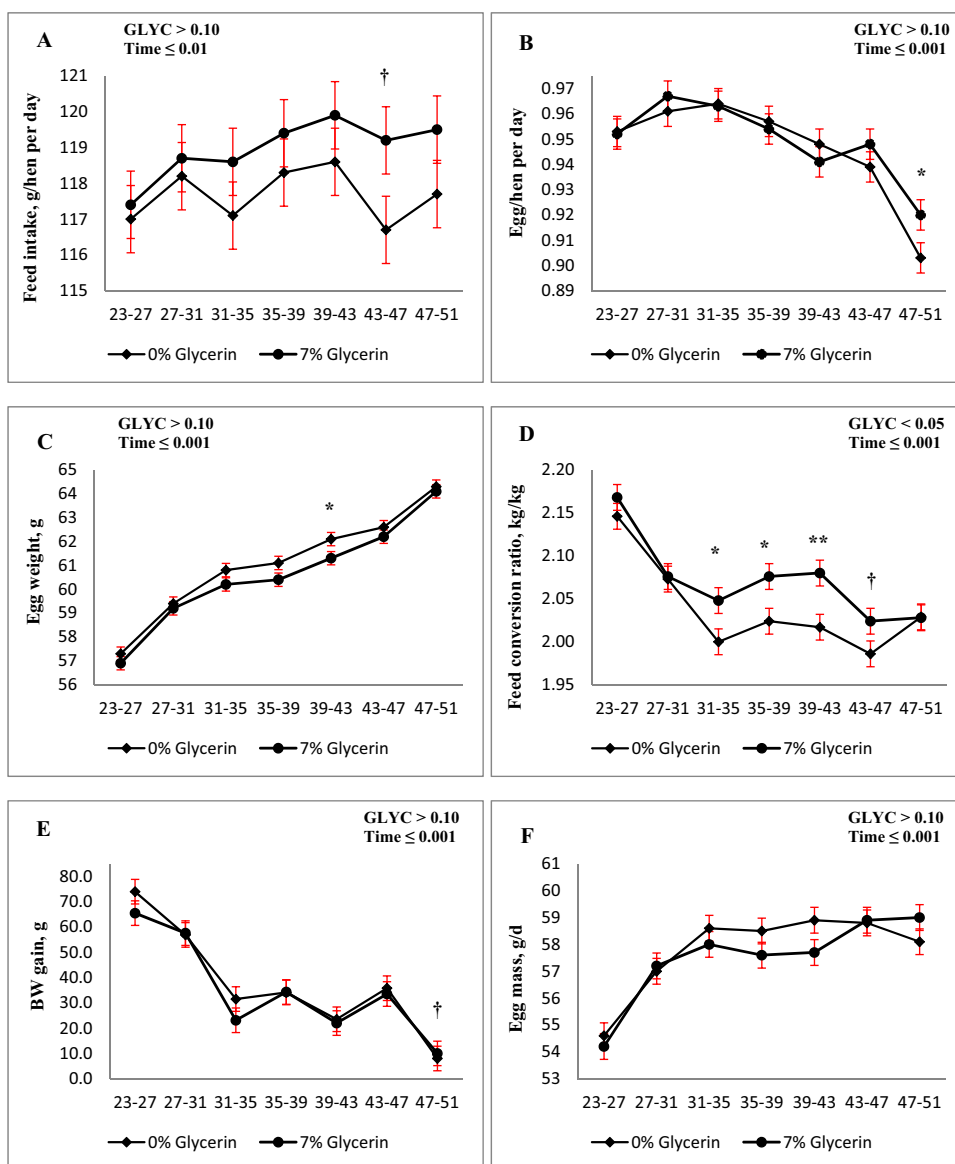 A
GLYC > 0.10
Time ≤ 0.01
Feed intake, g/hen per day
121
120
119
118
117
116
115
†
23-27 27-31 31-35 35-39 39-43 43-47 47-51
0% Glycerin 7% Glycerin
B
GLYC > 0.10
Time ≤ 0.001
Egg/hen per day
0.97
0.96
0.95
0.94
0.93
0.92
0.91
0.90
0.89
*
23-27 27-31 31-35 35-39 39-43 43-47 47-51
0% Glycerin 7% Glycerin
C
GLYC > 0.10
Time ≤ 0.001
Egg weight, g
65
64
63
62
61
60
59
58
57
56
*
23-27 27-31 31-35 35-39 39-43 43-47 47-51
0% Glycerin 7% Glycerin
D
GLYC < 0.05
Time ≤ 0.001
Feed conversion ratio, kg/kg
2.20
2.15
2.10
2.05
2.00
1.95
* * ** †
23-27 27-31 31-35 35-39 39-43 43-47 47-51
0% Glycerin 7% Glycerin
E
GLYC > 0.10
Time ≤ 0.001
BW gain, g
80.0
70.0
60.0
50.0
40.0
30.0
20.0
10.0
0.0
†
23-27 27-31 31-35 35-39 39-43 43-47 47-51
0% Glycerin 7% Glycerin
F
GLYC > 0.10
Time ≤ 0.001
Egg mass, g/d
61
60
59
58
57
56
55
54
53
23-27 27-31 31-35 35-39 39-43 43-47 47-51
0% Glycerin 7% Glycerin